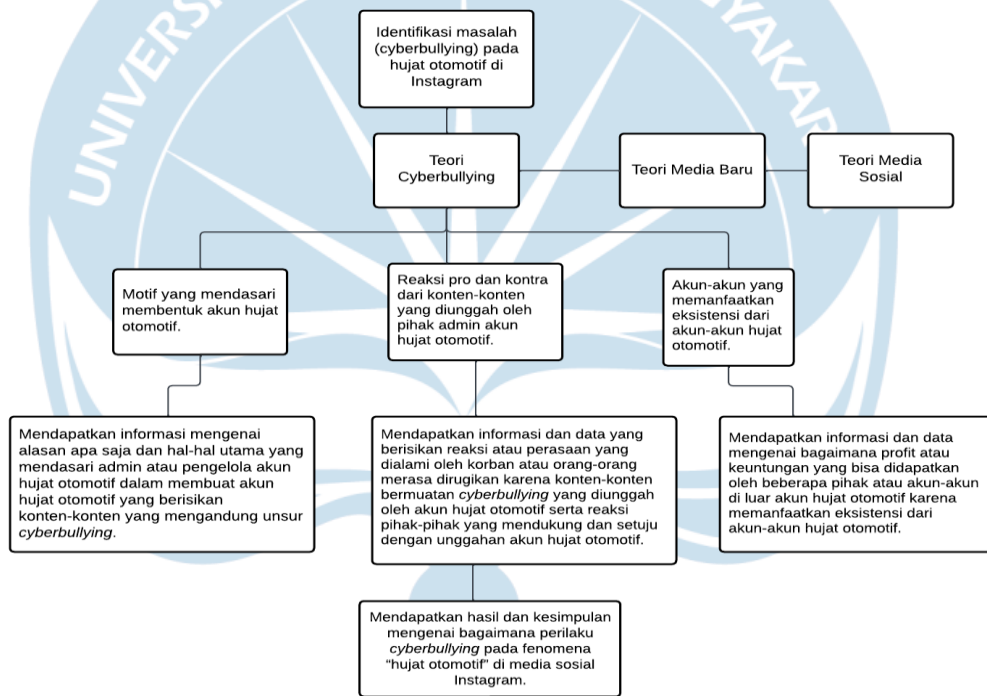 UNIVERSI
GYAKAR
Identifikasi masalah
(cyberbullying) pada
hujat otomotif di
Instagram
Teori
Cyberbullying
Teori Media Baru
Teori Media
Sosial
Motif yang mendasari
membentuk akun hujat
otomotif.
Reaksi pro dan kontra
dari konten-konten
yang diunggah oleh
pihak admin akun
hujat otomotif.
Akun-akun yang
memanfaatkan
eksistensi dari
akun-akun hujat
otomotif.
Mendapatkan informasi mengenai
alasan apa saja dan hal-hal utama yang
mendasari admin atau pengelola akun
hujat otomotif dalam membuat akun
hujat otomotif yang berisikan
konten-konten yang mengandung unsur
cyberbullying.
Mendapatkan informasi dan data yang
berisikan reaksi atau perasaan yang
dialami oleh korban atau orang-orang
merasa dirugikan karena konten-konten
bermuatan cyberbullying yang diunggah
oleh akun hujat otomotif serta reaksi
pihak-pihak yang mendukung dan setuju
dengan unggahan akun hujat otomotif.
Mendapatkan informasi dan data
mengenai bagaimana profit atau
keuntungan yang bisa didapatkan
oleh beberapa pihak atau akun-akun
di luar akun hujat otomotif karena
memanfaatkan eksistensi dari
akun-akun hujat otomotif.
Mendapatkan hasil dan kesimpulan
mengenai bagaimana perilaku
cyberbullying pada fenomena
“hujat otomotif” di media sosial
Instagram.